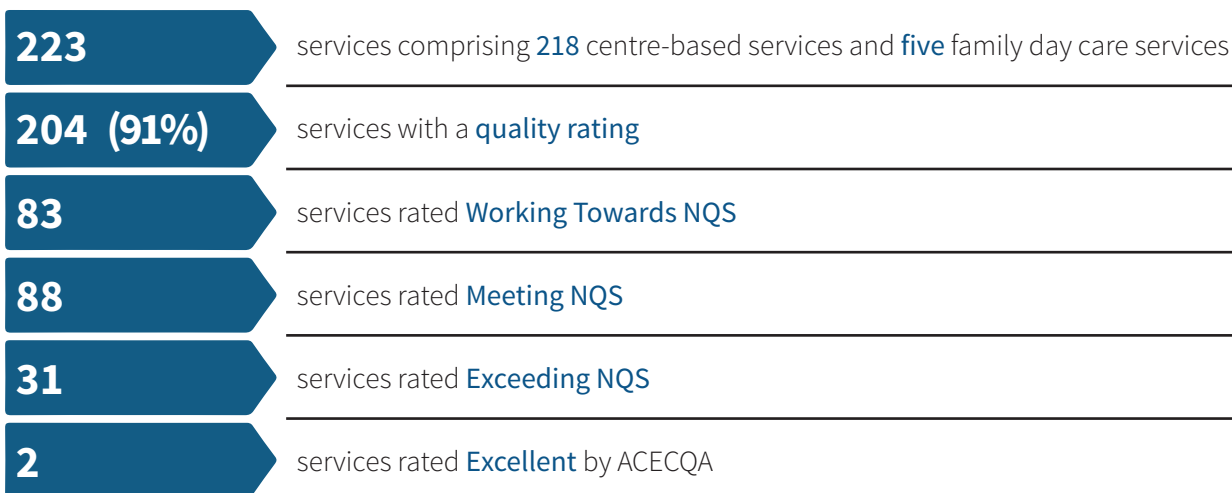 223 services comprising 218 centre-based services and five family day care services
204 (91%) services with a quality rating
83 services rated Working Towards NQS
88 services rated Meeting NQS
31 services rated Exceeding NQS
2 services rated Excellent by ACECQA